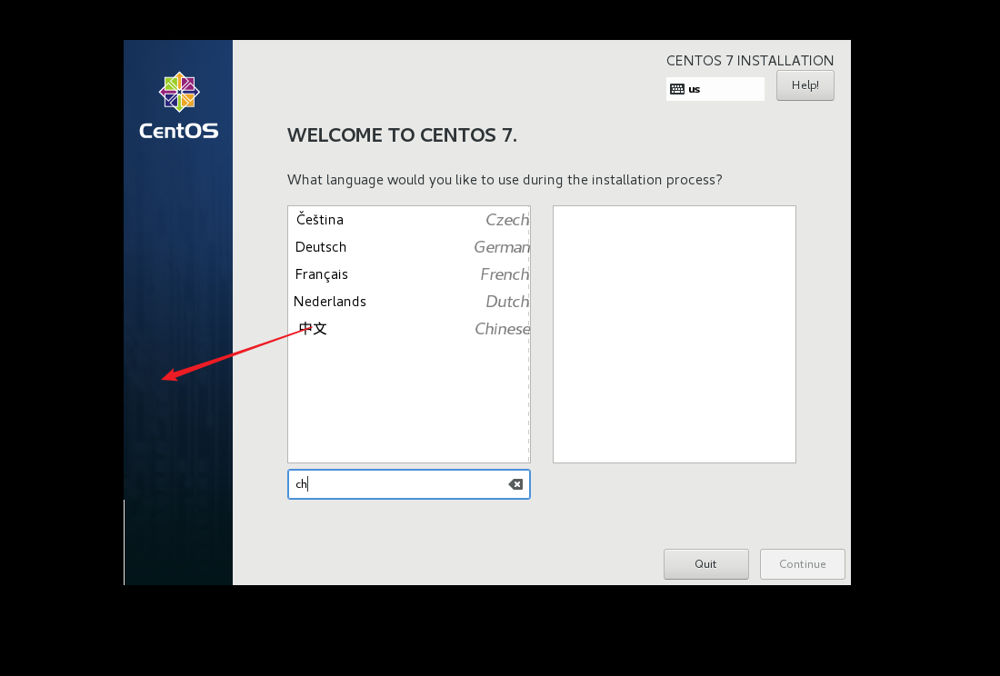 CentOS
CENTOS 7 INSTALLATION
us
Help!
WELCOME TO CENTOS 7.
What language would you like to use during the installation process?
Čeština Czech
Deutsch German
Français French
Nederlands Dutch
中文 Chinese
ch
Quit
Continue